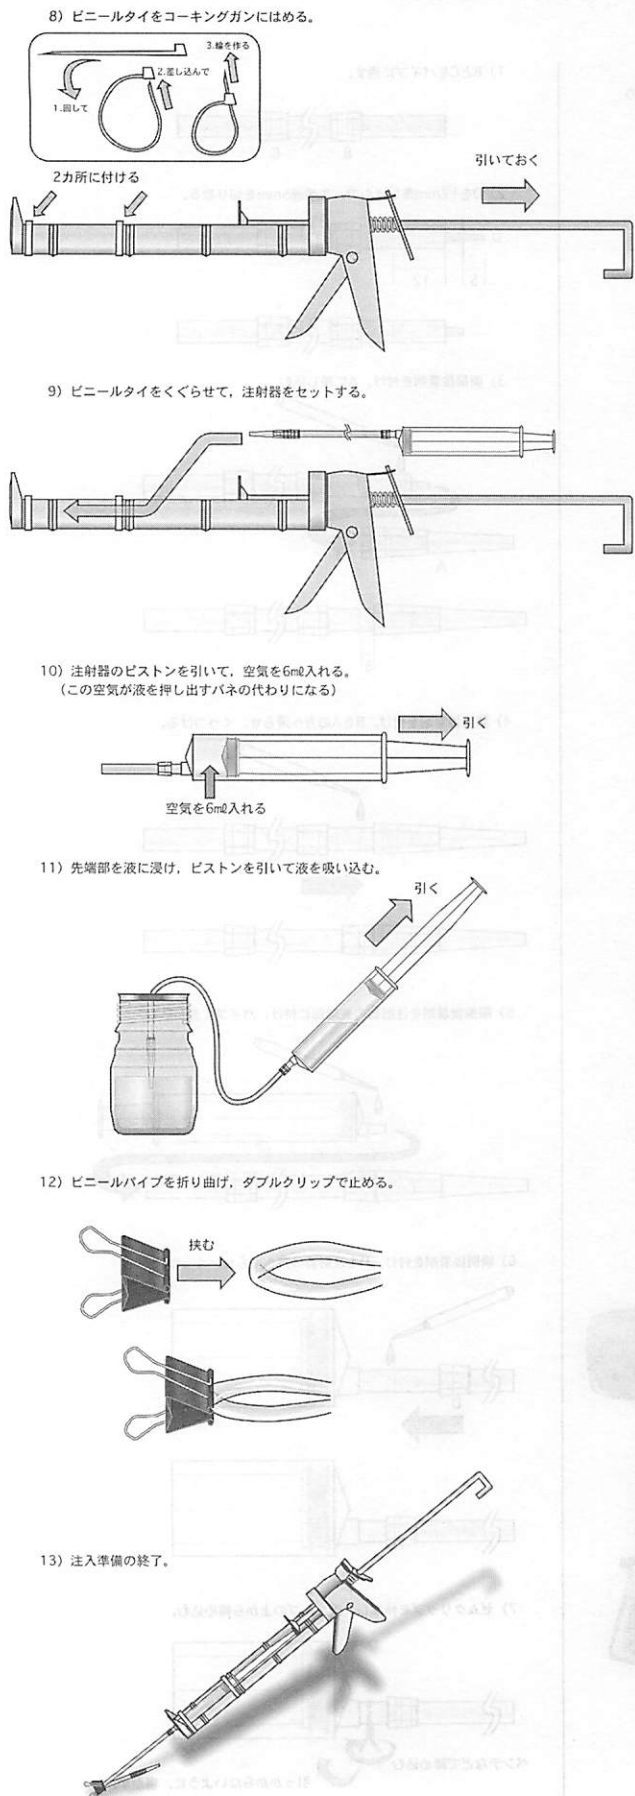 8）ビニールタイをコーキングガンにはめる。
3.輪を作る
2.差し込んで
1.回して
2カ所に付ける
引いておく
9）ビニールタイをくぐらせて，注射器をセットする。
10）注射器のピストンを引いて，空気を6mℓ入れる。
（この空気が液を押し出すバネの代わりになる）
引く
空気を6mℓ入れる
11）先端部を液に浸け，ピストンを引いて液を吸い込む。
引く
12）ビニールパイプを折り曲げ，ダブルクリップで止める。
挟む
13）注入準備の終了。